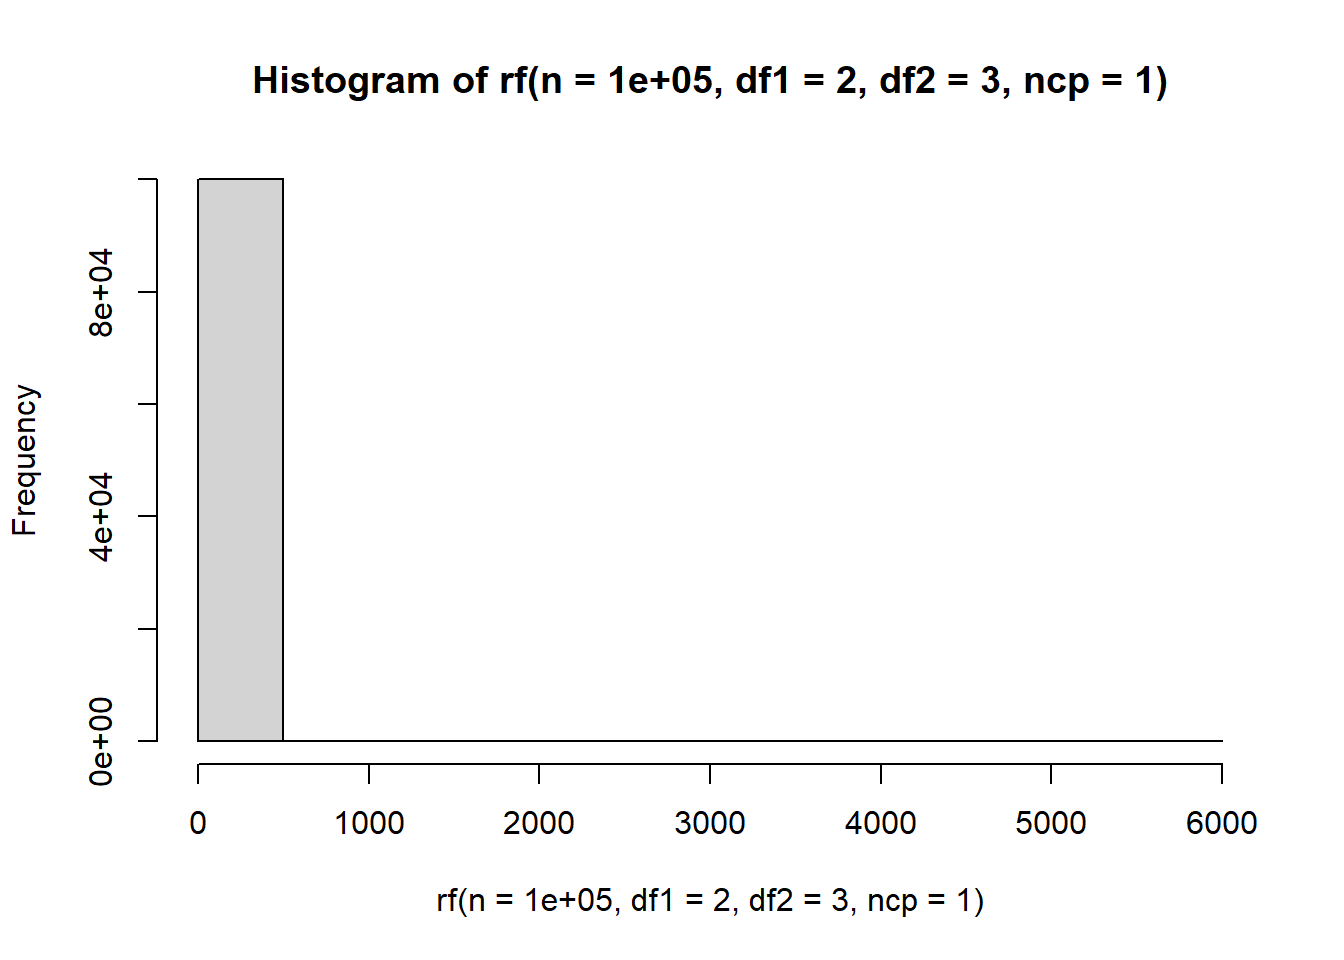 Histogram of rf(n = 1e+05, df1 = 2, df2 = 3, ncp = 1)
Frequency
8e+04
4e+04
0e+00
0 1000 2000 3000 4000 5000 6000
rf(n = 1e+05, df1 = 2, df2 = 3, ncp = 1)